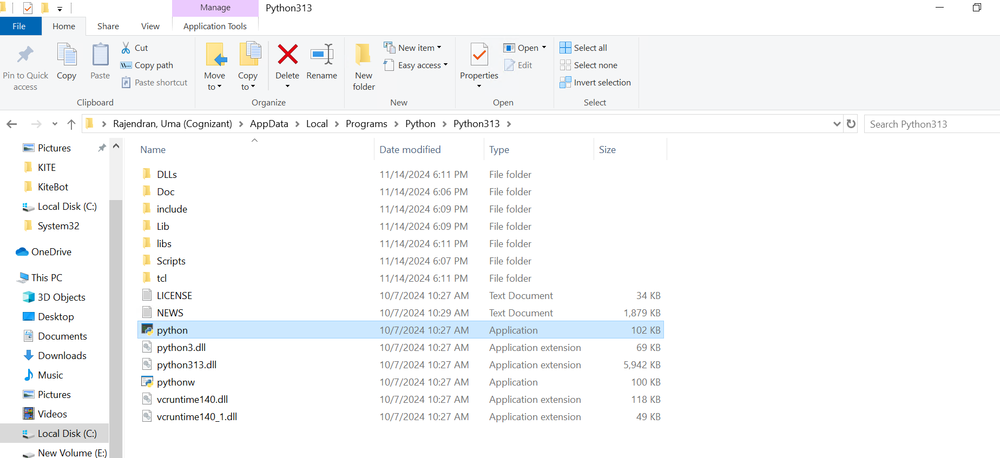 Manage Python313
File Home Share View Application Tools
Pin to Quick access
Copy
Paste
Cut
Copy path
Paste shortcut
Clipboard
Move to
Copy to
Delete
Rename
Organize
New folder
New item
Easy access
New
Properties
Open
Edit
Open
Select all
Select none
Invert selection
Select
Rajendran, Uma (Cognizant) AppData Local Programs Python Python313
Search Python313
Pictures
KITE
KiteBot
Local Disk (C:)
System32
OneDrive
This PC
3D Objects
Desktop
Documents
Downloads
Music
Pictures
Videos
Local Disk (C:)
New Volume (E:)
Name Date modified Type Size
DLLs 11/14/2024 6:11 PM File folder
Doc 11/14/2024 6:06 PM File folder
include 11/14/2024 6:09 PM File folder
Lib 11/14/2024 6:09 PM File folder
libs 11/14/2024 6:11 PM File folder
Scripts 11/14/2024 6:07 PM File folder
tcl 11/14/2024 6:11 PM File folder
LICENSE 10/7/2024 10:27 AM Text Document 34 KB
NEWS 10/7/2024 10:29 AM Text Document 1,879 KB
python 10/7/2024 10:27 AM Application 102 KB
python3.dll 10/7/2024 10:27 AM Application extension 69 KB
python313.dll 10/7/2024 10:27 AM Application extension 5,942 KB
pythonw 10/7/2024 10:27 AM Application 100 KB
vcruntime140.dll 10/7/2024 10:27 AM Application extension 118 KB
vcruntime140_1.dll 10/7/2024 10:27 AM Application extension 49 KB